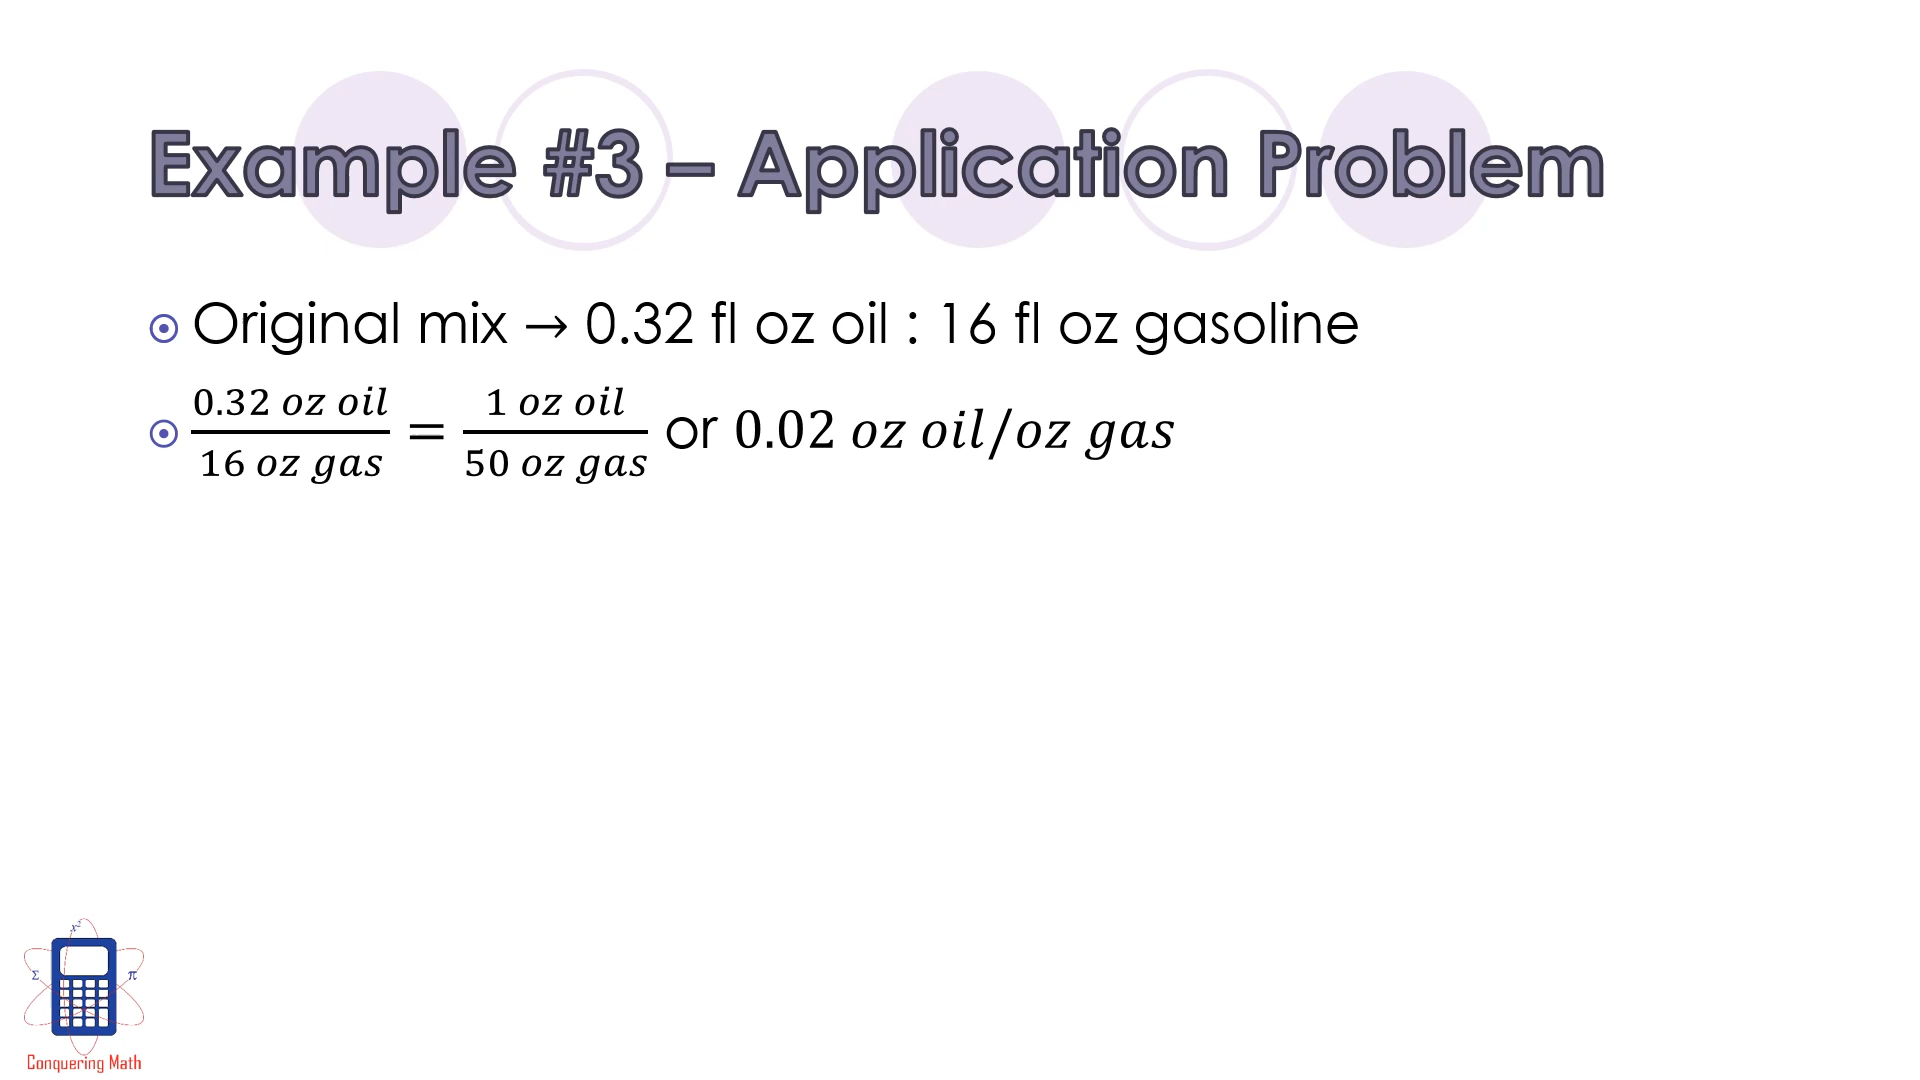 Example #3 – Application Problem
Original mix → 0.32 fl oz oil : 16 fl oz gasoline
0.32 oz oil / 16 oz gas = 1 oz oil / 50 oz gas or 0.02 oz oil/oz gas
x²
Σ π
Conquering Math